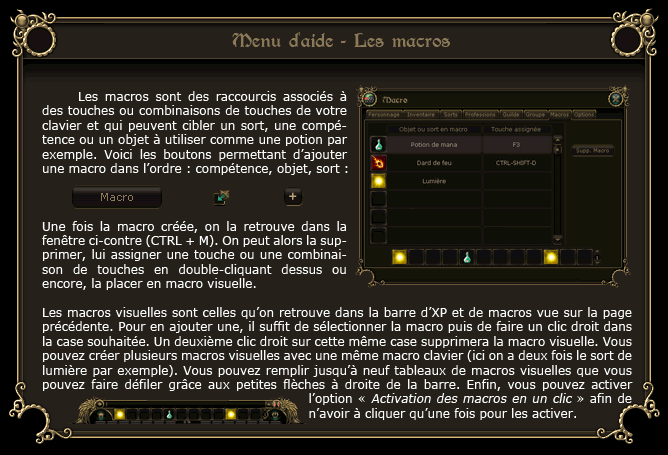 Menu d'aide - Les macros
Les macros sont des raccourcis associés à
des touches ou combinaisons de touches de votre
clavier et qui peuvent cibler un sort, une compé-
tence ou un objet à utiliser comme une potion par
exemple. Voici les boutons permettant d'ajouter
une macro dans l'ordre : compétence, objet, sort :
Macro
+
Macro
Personnage Inventaire Sorts Professions Guilde Groupe Macros Options
Objet ou sort en macro Touche assignée
Potion de mana F3
Supp. Macro
Dard de feu CTRL-SHIFT-D
Lumière
Une fois la macro créée, on la retrouve dans la
fenêtre ci-contre (CTRL + M). On peut alors la sup-
primer, lui assigner une touche ou une combinai-
son de touches en double-cliquant dessus ou
encore, la placer en macro visuelle.
Les macros visuelles sont celles qu'on retrouve dans la barre d'XP et de macros vue sur la page
précédente. Pour en ajouter une, il suffit de sélectionner la macro puis de faire un clic droit dans
la case souhaitée. Un deuxième clic droit sur cette même case supprimera la macro visuelle. Vous
pouvez créer plusieurs macros visuelles avec une même macro clavier (ici on a deux fois le sort de
lumière par exemple). Vous pouvez remplir jusqu'à neuf tableaux de macros visuelles que vous
pouvez faire défiler grâce aux petites flèches à droite de la barre. Enfin, vous pouvez activer
l'option « Activation des macros en un clic » afin de
n'avoir à cliquer qu'une fois pour les activer.